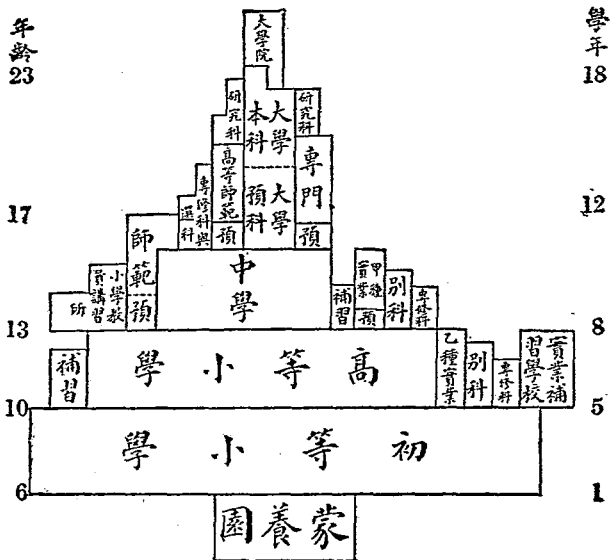 年齡
學年
23
18
大學院
研究科
大學
本科
研究科
高等師範
預
大學
預科
專門
預
17
12
專修科與
選科
師範
預
小學教
員講習
所
中學
補習
甲種
實業
預
別科
專修科
13
8
補習
高等小學
乙種實業
別科
專修科
實業補
習學校
10
5
初等小學
6
1
蒙養園